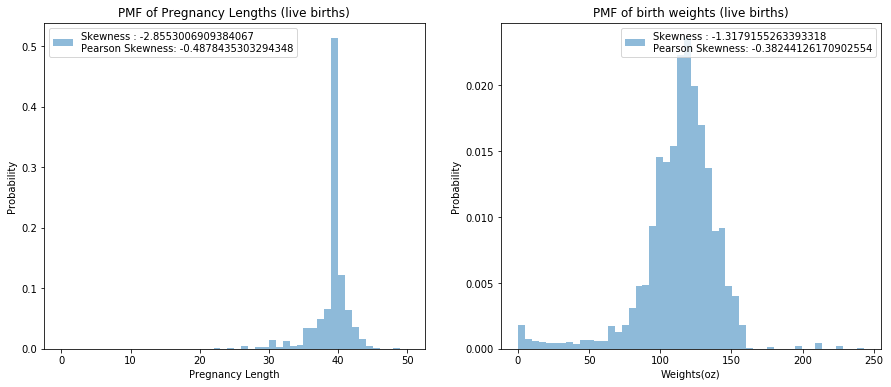 PMF of Pregnancy Lengths (live births)
Skewness : -2.8553006909384067
Pearson Skewness: -0.4878435303294348
0.5
0.4
0.3
0.2
0.1
0.0
Probability
0 10 20 30 40 50
Pregnancy Length
PMF of birth weights (live births)
Skewness : -1.3179155263393318
Pearson Skewness: -0.38244126170902554
0.020
0.015
0.010
0.005
0.000
Probability
0 50 100 150 200 250
Weights(oz)